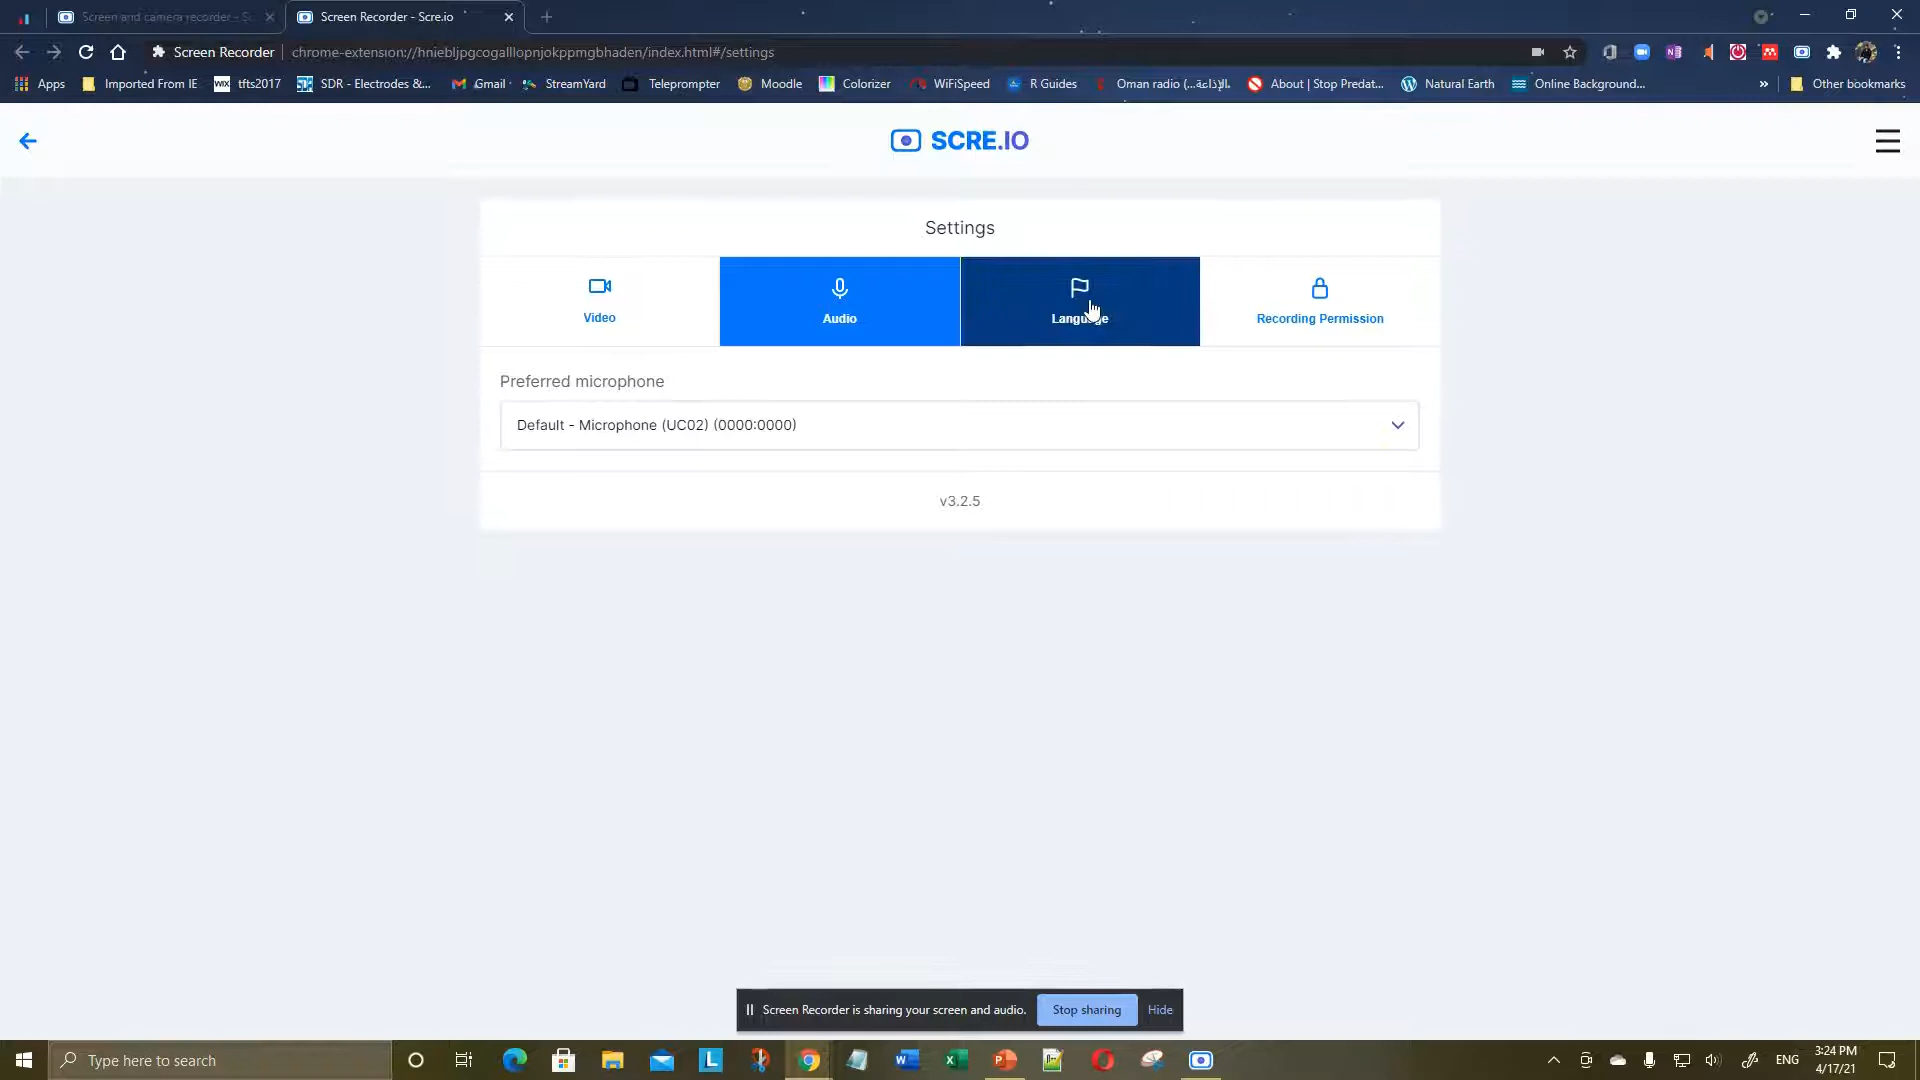 Screen and camera recorder - Sc
Screen Recorder - Scre.io
Screen Recorder
chrome-extension://hniebljpgcogalllopnjokppmgbhaden/index.html#/settings
Apps Imported From IE WiX tfts2017 SDR - Electrodes &... Gmail StreamYard Teleprompter Moodle Colorizer WiFiSpeed R Guides Oman radio (...الإذاعة About | Stop Predat... Natural Earth Online Background... » Other bookmarks
SCRE.IO
Settings
Video
Audio
Language
Recording Permission
Preferred microphone
Default - Microphone (UC02) (0000:0000)
v3.2.5
Screen Recorder is sharing your screen and audio. Stop sharing Hide
Type here to search
ENG
3:24 PM
4/17/21